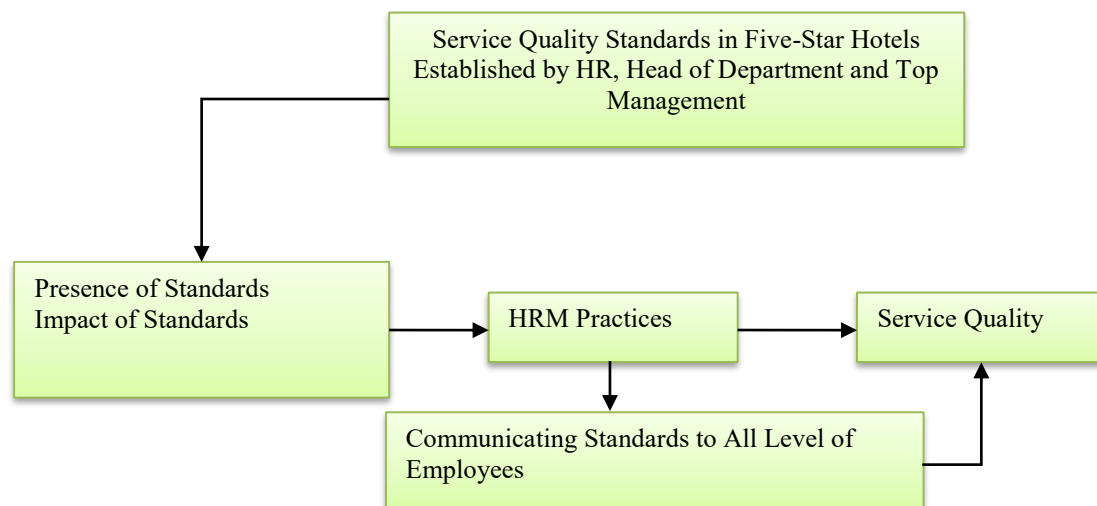 Service Quality Standards in Five-Star Hotels
Established by HR, Head of Department and Top
Management
Presence of Standards
Impact of Standards
HRM Practices
Service Quality
Communicating Standards to All Level of
Employees